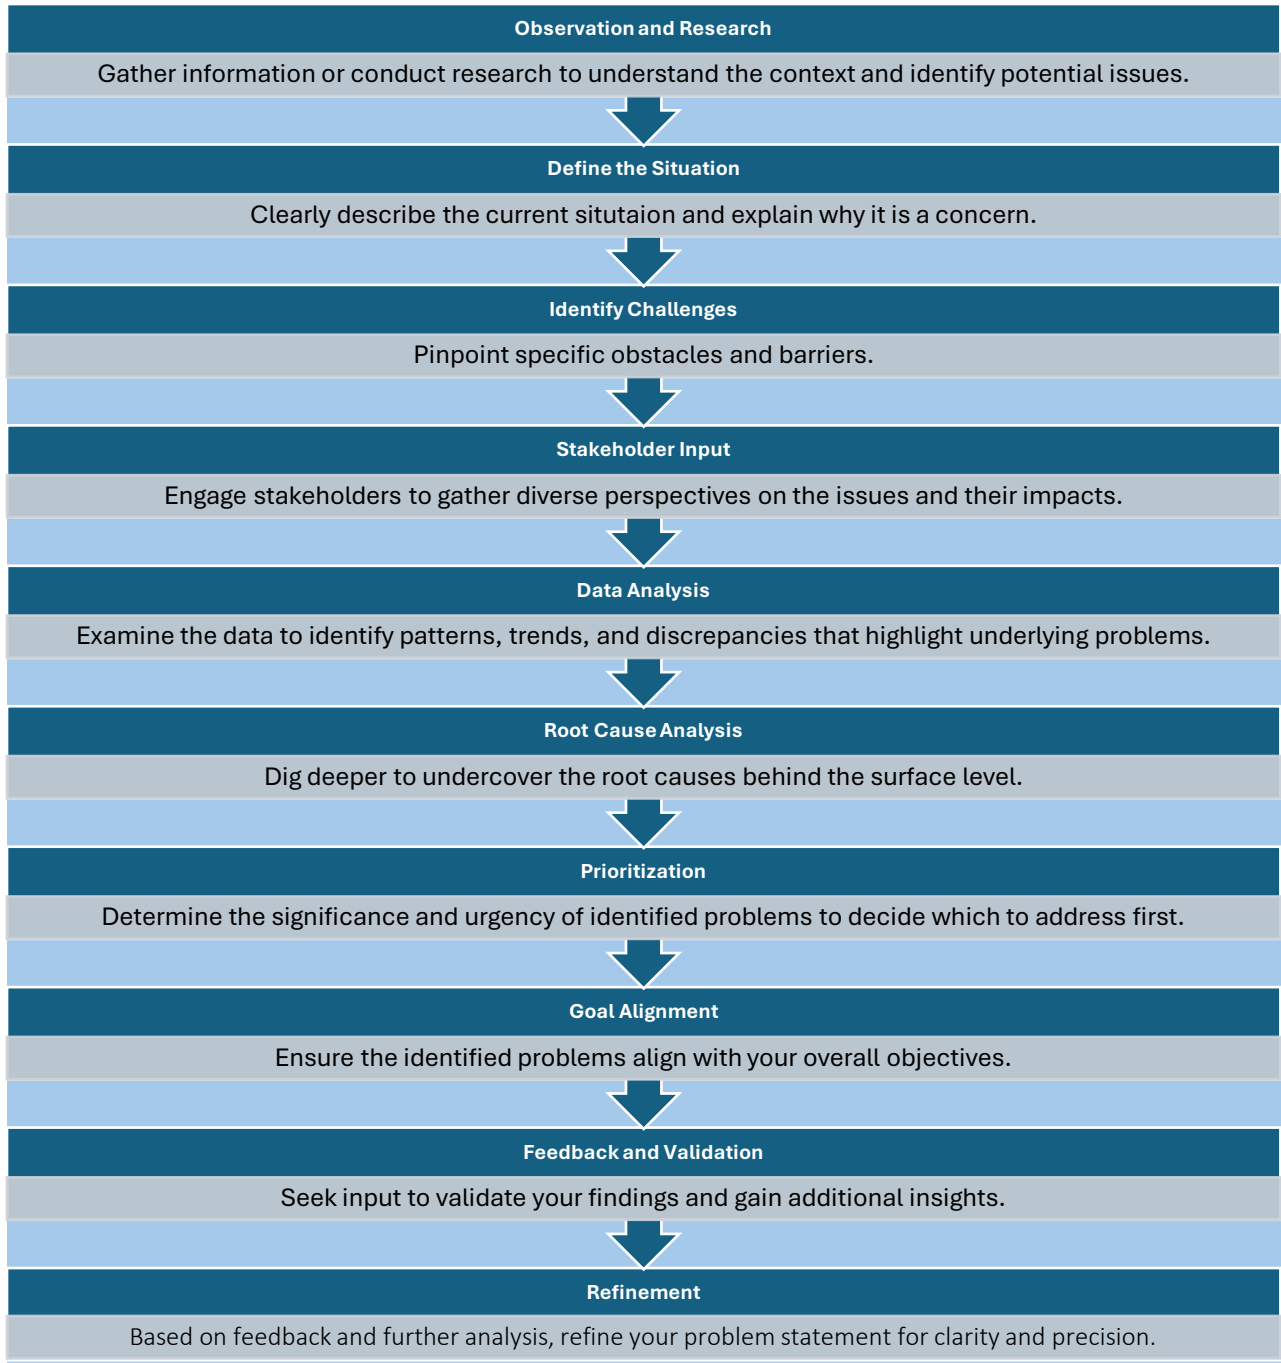 Observation and Research
Gather information or conduct research to understand the context and identify potential issues.
Define the Situation
Clearly describe the current situtaion and explain why it is a concern.
Identify Challenges
Pinpoint specific obstacles and barriers.
Stakeholder Input
Engage stakeholders to gather diverse perspectives on the issues and their impacts.
Data Analysis
Examine the data to identify patterns, trends, and discrepancies that highlight underlying problems.
Root Cause Analysis
Dig deeper to undercover the root causes behind the surface level.
Prioritization
Determine the significance and urgency of identified problems to decide which to address first.
Goal Alignment
Ensure the identified problems align with your overall objectives.
Feedback and Validation
Seek input to validate your findings and gain additional insights.
Refinement
Based on feedback and further analysis, refine your problem statement for clarity and precision.